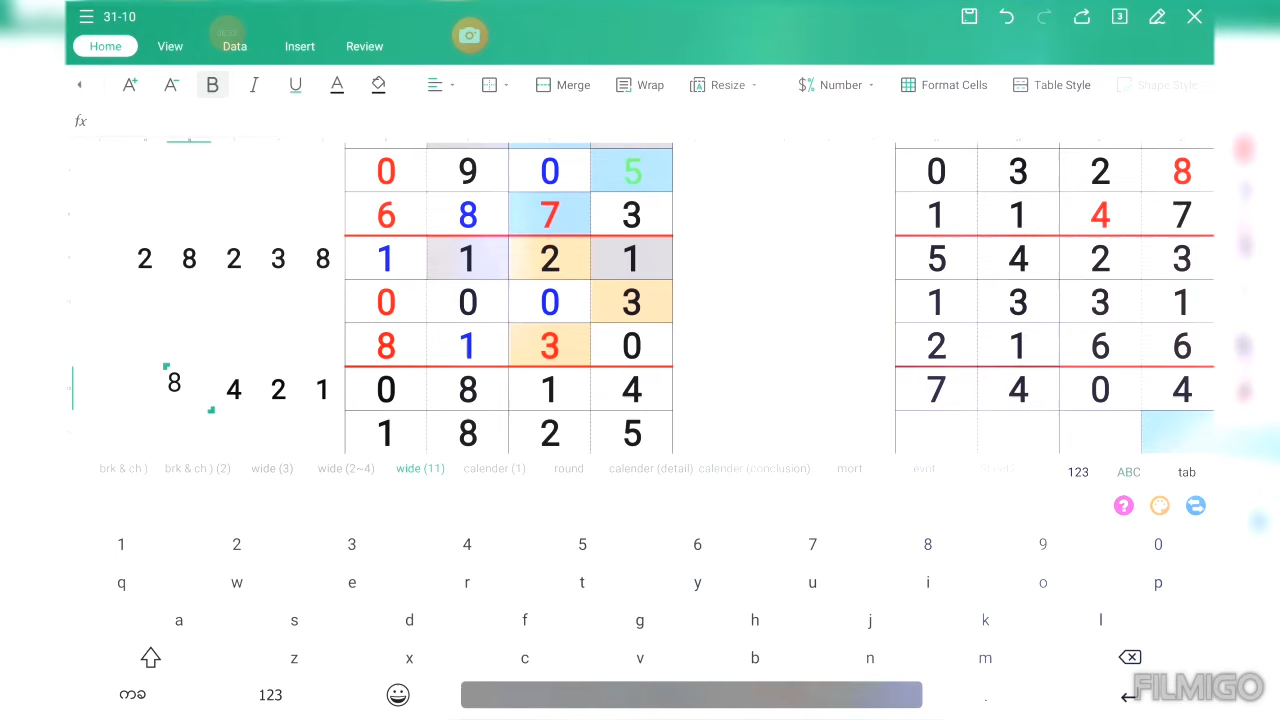 31-10
Home View Data Insert Review
A+ A- B I U A Merge Wrap Resize $% Number Format Cells Table Style Shape Style
fx
0 9 0 5 0 3 2 8
6 8 7 3 1 1 4 7
2 8 2 3 8 1 1 2 1 5 4 2 3
0 0 0 3 1 3 3 1
8 1 3 0 2 1 6 6
8 4 2 1 0 8 1 4 7 4 0 4
1 8 2 5
brk & ch ) brk & ch ) (2) wide (3) wide (2~4) wide (11) calender (1) round calender (detail) calender (conclusion) mort evnt
123 ABC tab
?
1 2 3 4 5 6 7 8 9 0
q w e r t y u i o p
a s d f g h j k l
z x c v b n m
ကခ 123 .
FILMIGO